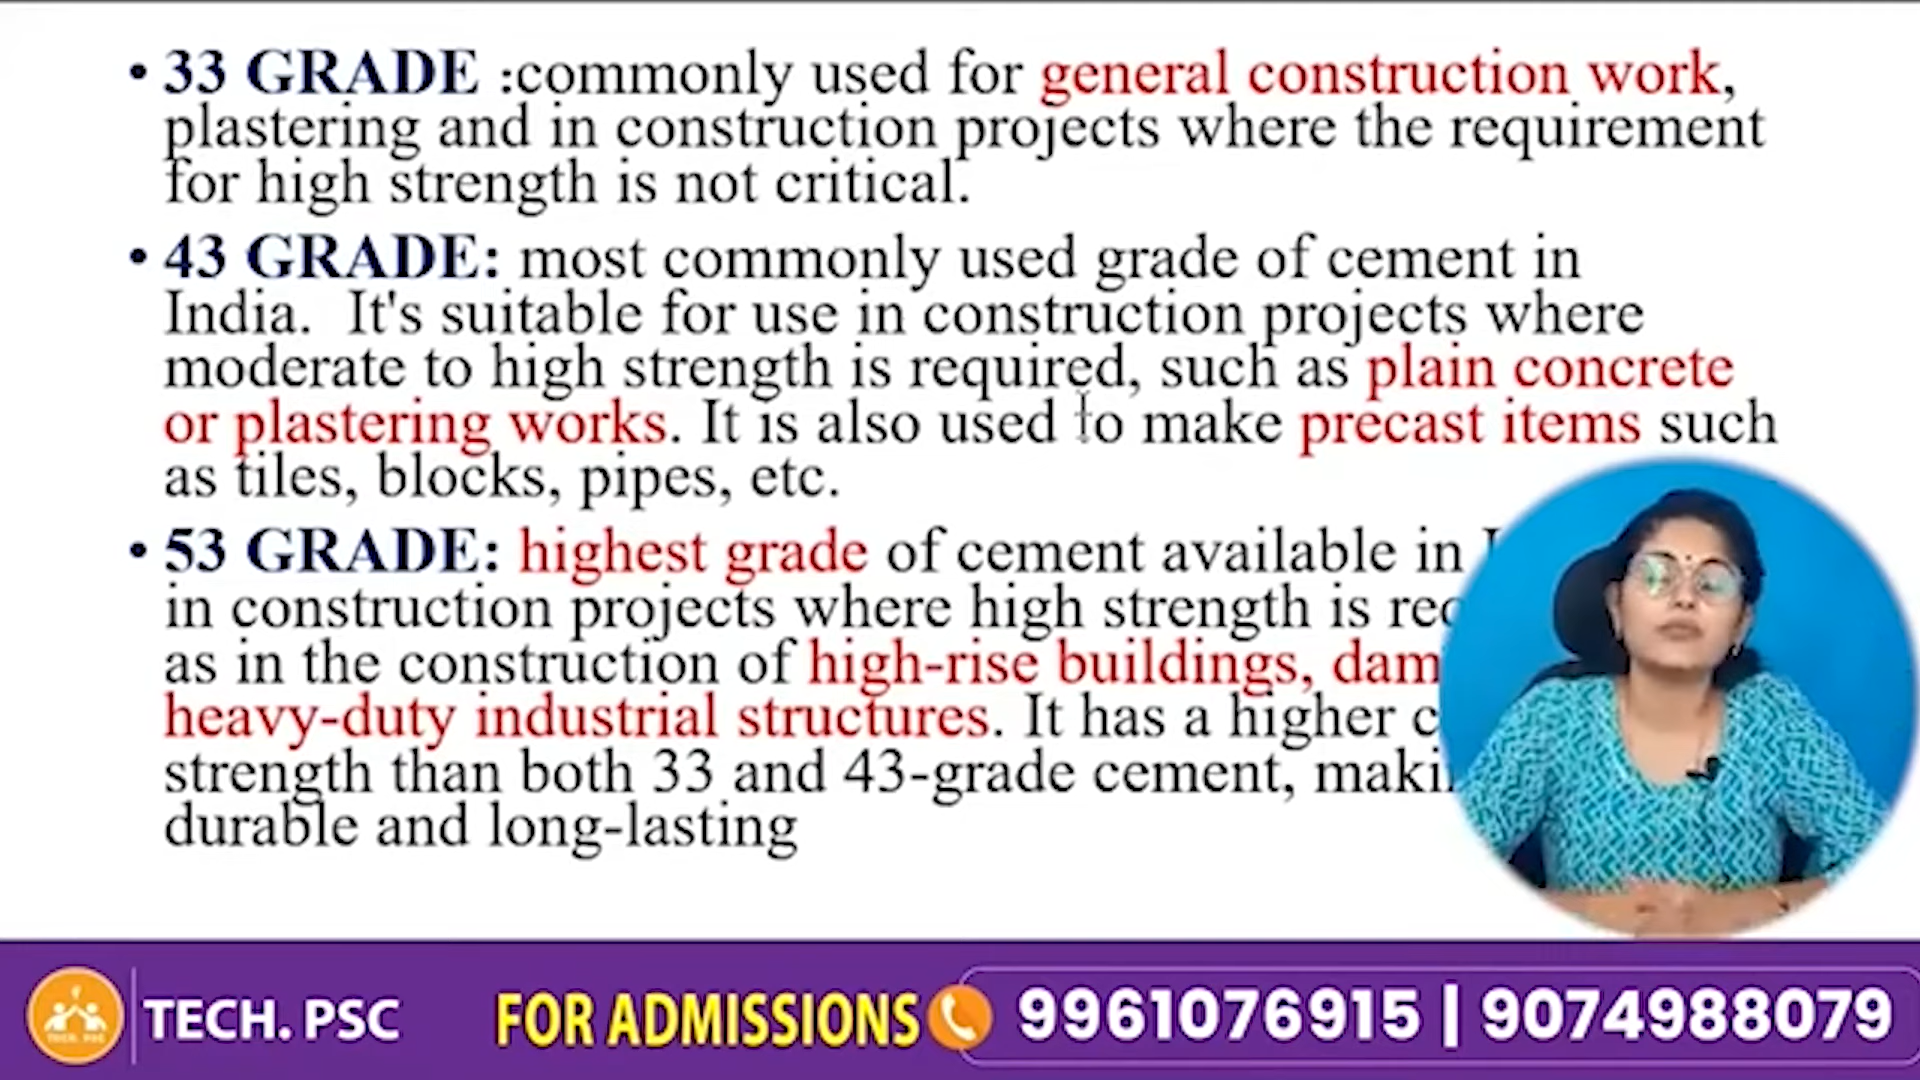 • 33 GRADE :commonly used for general construction work,
plastering and in construction projects where the requirement
for high strength is not critical.
• 43 GRADE: most commonly used grade of cement in
India. It's suitable for use in construction projects where
moderate to high strength is required, such as plain concrete
or plastering works. It is also used to make precast items such
as tiles, blocks, pipes, etc.
• 53 GRADE: highest grade of cement available in
in construction projects where high strength is
as in the construction of high-rise buildings,
heavy-duty industrial structures. It has a higher
strength than both 33 and 43-grade cement,
durable and long-lasting
TECH. PSC
TECH. PSC FOR ADMISSIONS 9961076915 | 9074988079